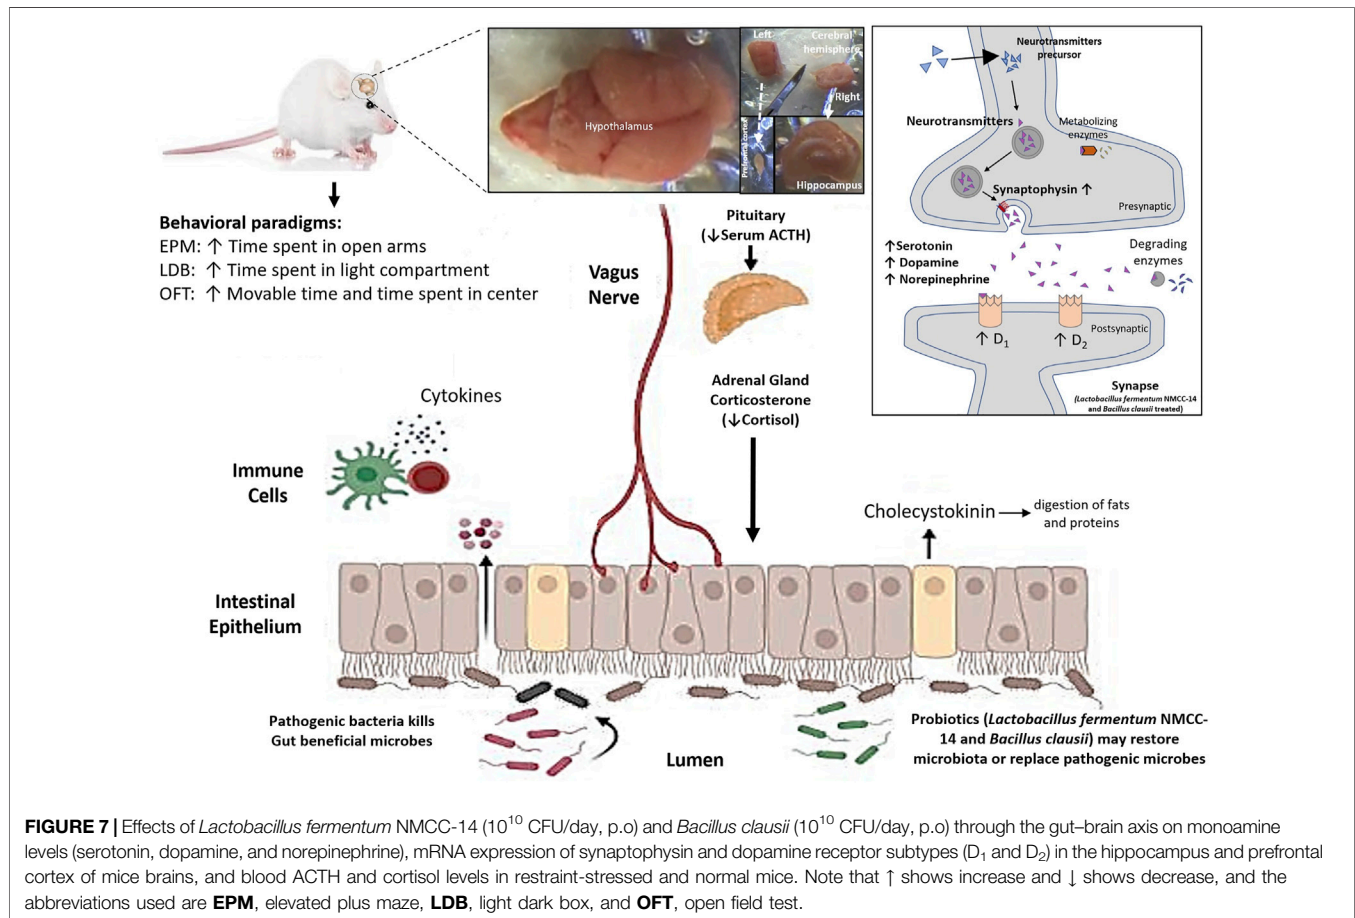 Left
Cerebral
hemisphere
Right
Hypothalamus
Prefrontal cortex
Hippocampus
Neurotransmitters
precursor
Neurotransmitters
Metabolizing
enzymes
Synaptophysin ↑
Presynaptic
↑Serotonin
↑ Dopamine
↑ Norepinephrine
Degrading
enzymes
Postsynaptic
↑ D₁
↑ D₂
Synapse
(Lactobacillus fermentum NMCC-14
and Bacillus clausii treated)
Behavioral paradigms:
EPM: ↑ Time spent in open arms
LDB: ↑ Time spent in light compartment
OFT: ↑ Movable time and time spent in center
Vagus
Nerve
Pituitary
(↓Serum ACTH)
Adrenal Gland
Corticosterone
(↓Cortisol)
Cytokines
Immune
Cells
Cholecystokinin
digestion of fats
and proteins
Intestinal
Epithelium
Pathogenic bacteria kills
Gut beneficial microbes
Lumen
Probiotics (Lactobacillus fermentum NMCC-
14 and Bacillus clausii) may restore
microbiota or replace pathogenic microbes
FIGURE 7 | Effects of Lactobacillus fermentum NMCC-14 (10¹⁰ CFU/day, p.o) and Bacillus clausii (10¹⁰ CFU/day, p.o) through the gut–brain axis on monoamine
levels (serotonin, dopamine, and norepinephrine), mRNA expression of synaptophysin and dopamine receptor subtypes (D₁ and D₂) in the hippocampus and prefrontal
cortex of mice brains, and blood ACTH and cortisol levels in restraint-stressed and normal mice. Note that ↑ shows increase and ↓ shows decrease, and the
abbreviations used are EPM, elevated plus maze, LDB, light dark box, and OFT, open field test.